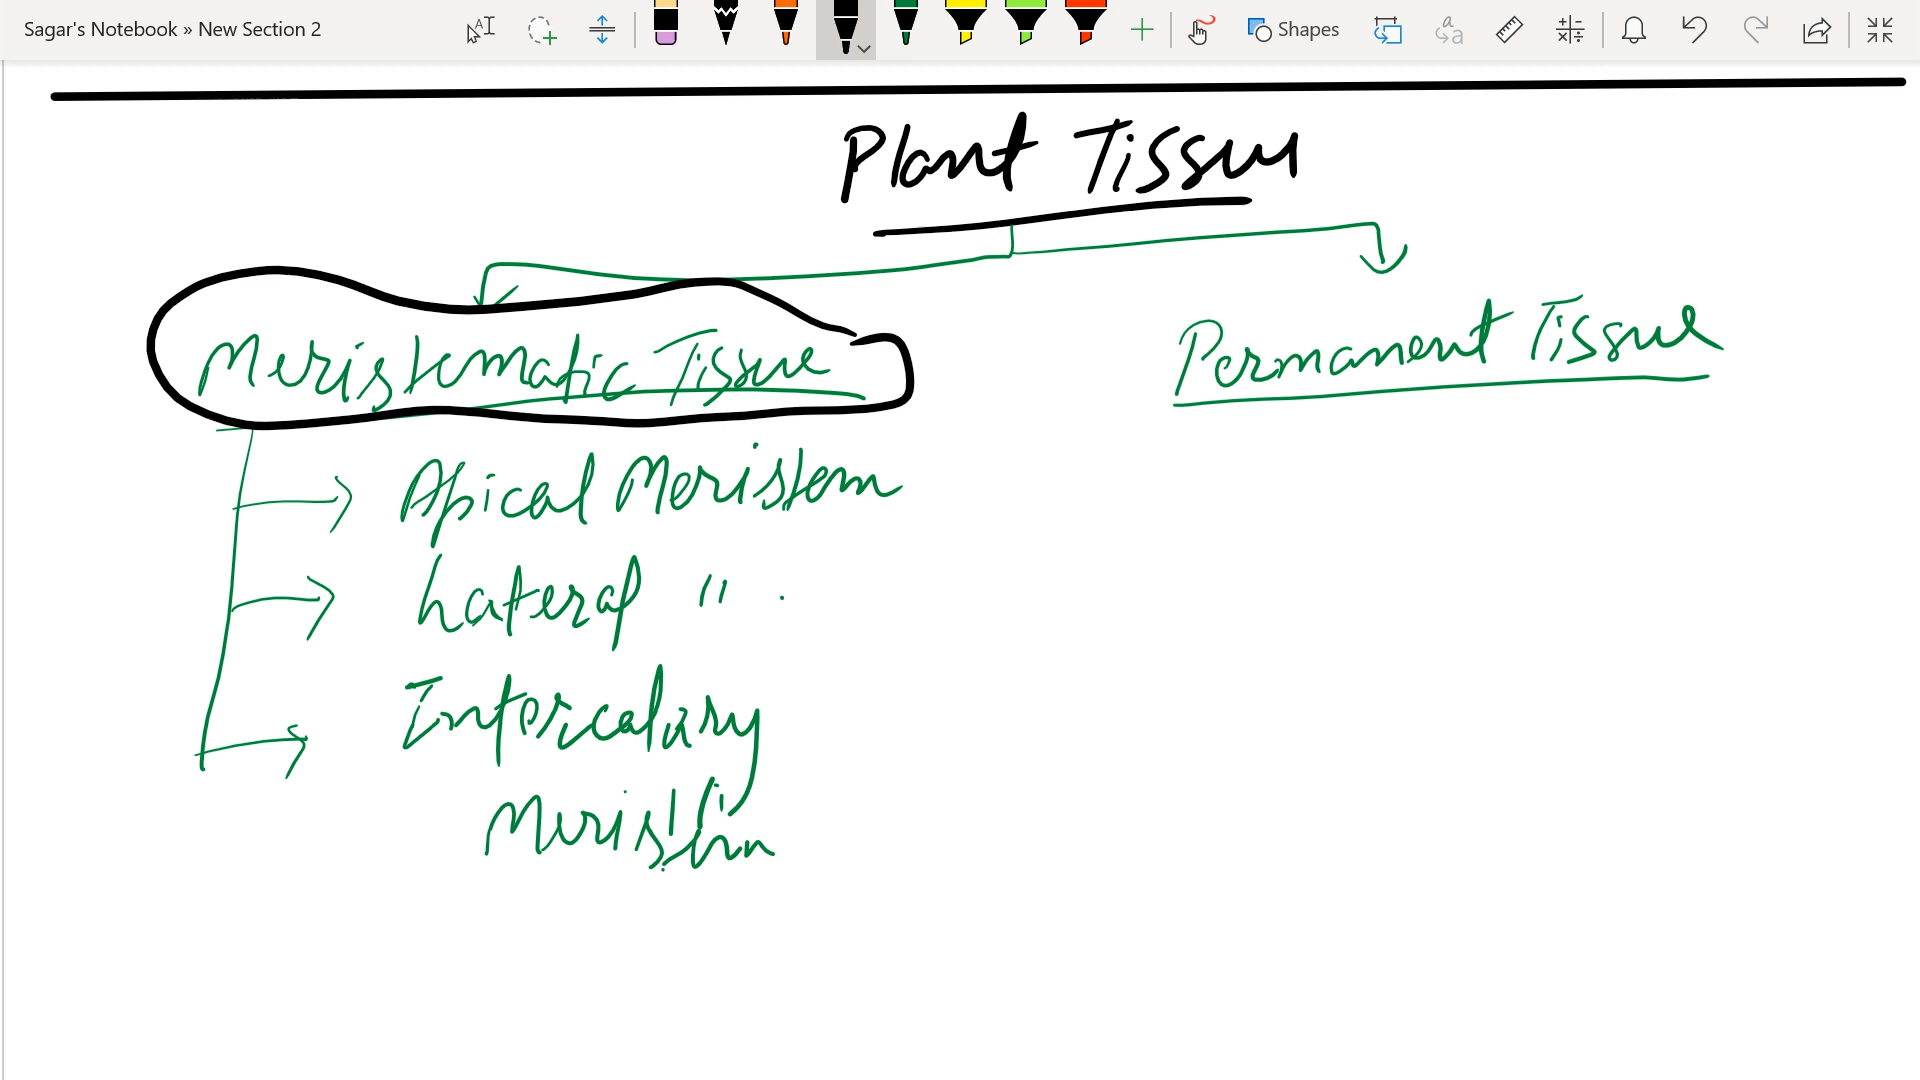 Sagar's Notebook » New Section 2
Shapes
Plant Tissue
Meristematic Tissue
Permanent Tissue
Apical Meristem
Lateral " .
Intercalary
Meristem